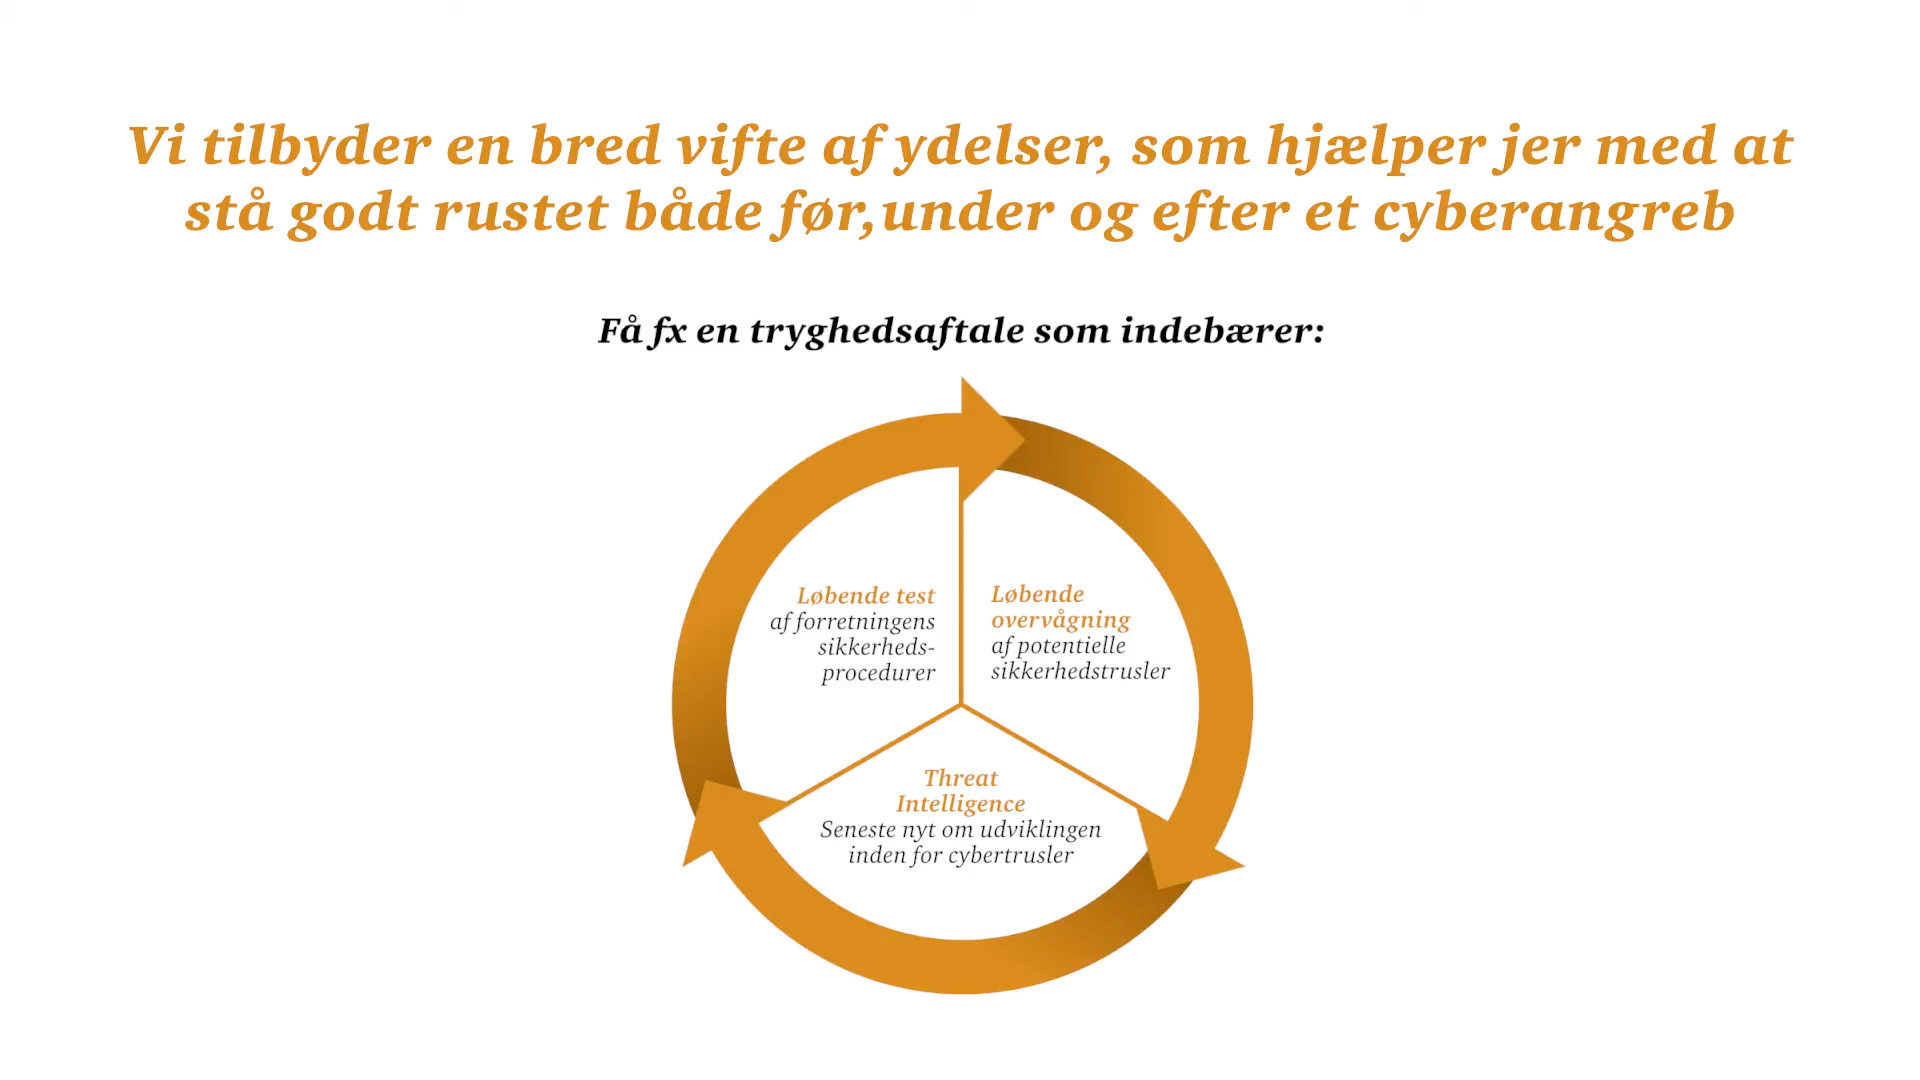 Vi tilbyder en bred vifte af ydelser, som hjælper jer med at
stå godt rustet både før,under og efter et cyberangreb
Få fx en tryghedsaftale som indebærer:
Løbende test
af forretningens
sikkerheds-
procedurer
Løbende
overvågning
af potentielle
sikkerhedstrusler
Threat
Intelligence
Seneste nyt om udviklingen
inden for cybertrusler